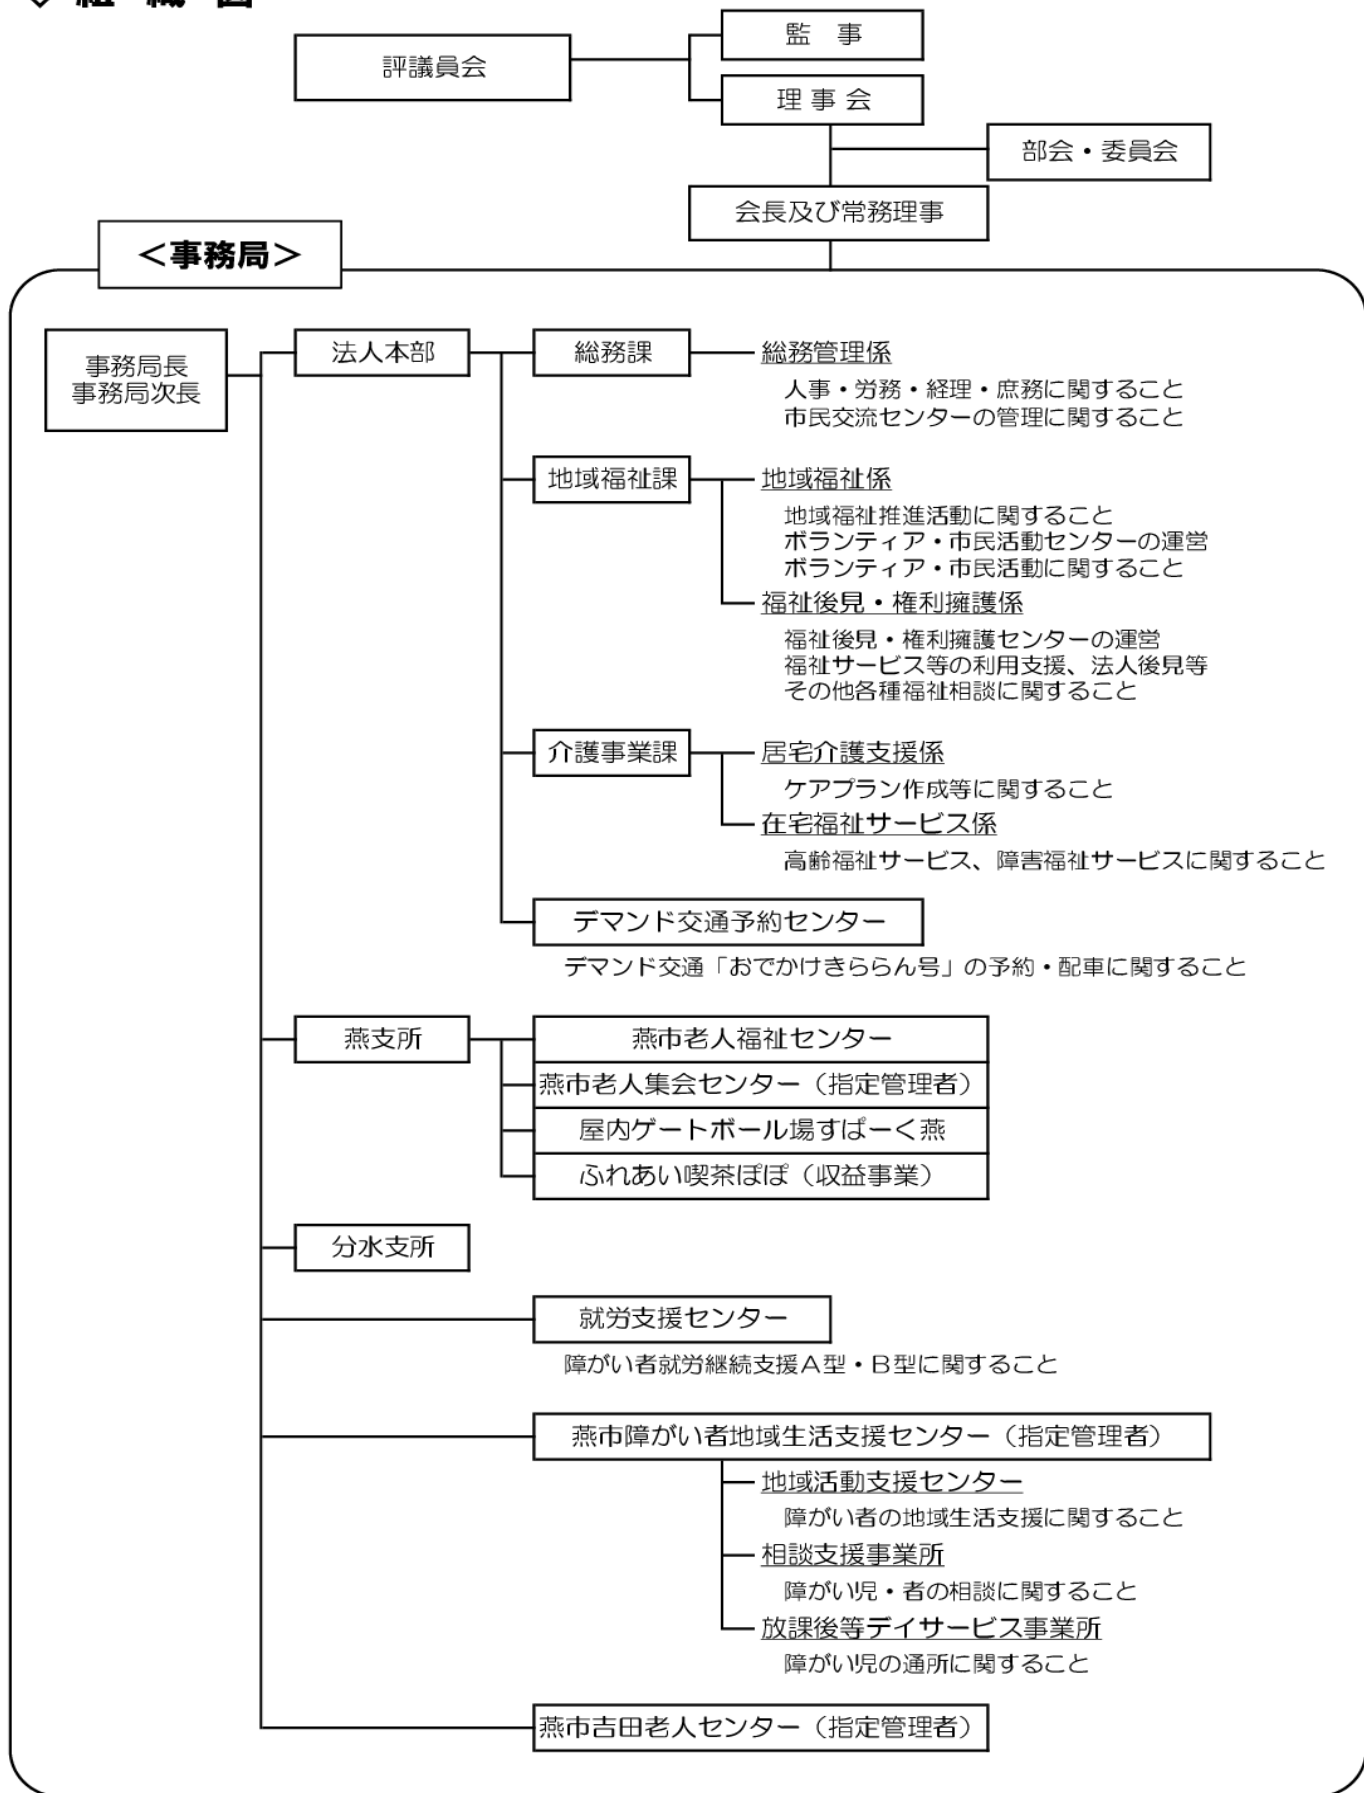 ◇ 組 織 図
監 事
評議員会
理 事 会
部会・委員会
会長及び常務理事
＜事務局＞
事務局長
事務局次長
法人本部
総務課
総務管理係
人事・労務・経理・庶務に関すること
市民交流センターの管理に関すること
地域福祉課
地域福祉係
地域福祉推進活動に関すること
ボランティア・市民活動センターの運営
ボランティア・市民活動に関すること
福祉後見・権利擁護係
福祉後見・権利擁護センターの運営
福祉サービス等の利用支援、法人後見等
その他各種福祉相談に関すること
介護事業課
居宅介護支援係
ケアプラン作成等に関すること
在宅福祉サービス係
高齢福祉サービス、障害福祉サービスに関すること
デマンド交通予約センター
デマンド交通「おでかけきららん号」の予約・配車に関すること
燕支所
燕市老人福祉センター
燕市老人集会センター（指定管理者）
屋内ゲートボール場すぱーく燕
ふれあい喫茶ぽぽ（収益事業）
分水支所
就労支援センター
障がい者就労継続支援Ａ型・Ｂ型に関すること
燕市障がい者地域生活支援センター（指定管理者）
地域活動支援センター
障がい者の地域生活支援に関すること
相談支援事業所
障がい児・者の相談に関すること
放課後等デイサービス事業所
障がい児の通所に関すること
燕市吉田老人センター（指定管理者）